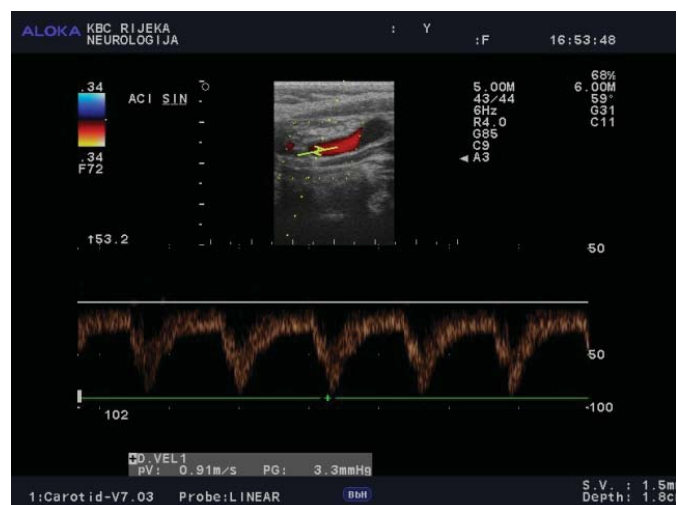 ALOKA KBC RIJEKA
NEUROLOGIJA
: Y
:F
16:53:48
.34
ACI SIN
.34
F72
5.00M
43/44
6Hz
R4.0
G85
C9
A3
68%
6.00M
59°
G31
C11
↑53.2
50
50
-100
102
D.VEL1
pV: 0.91m/s PG: 3.3mmHg
1:Carotid-V7.03 Probe:LINEAR BbH
S.V. : 1.5m
Depth: 1.8c